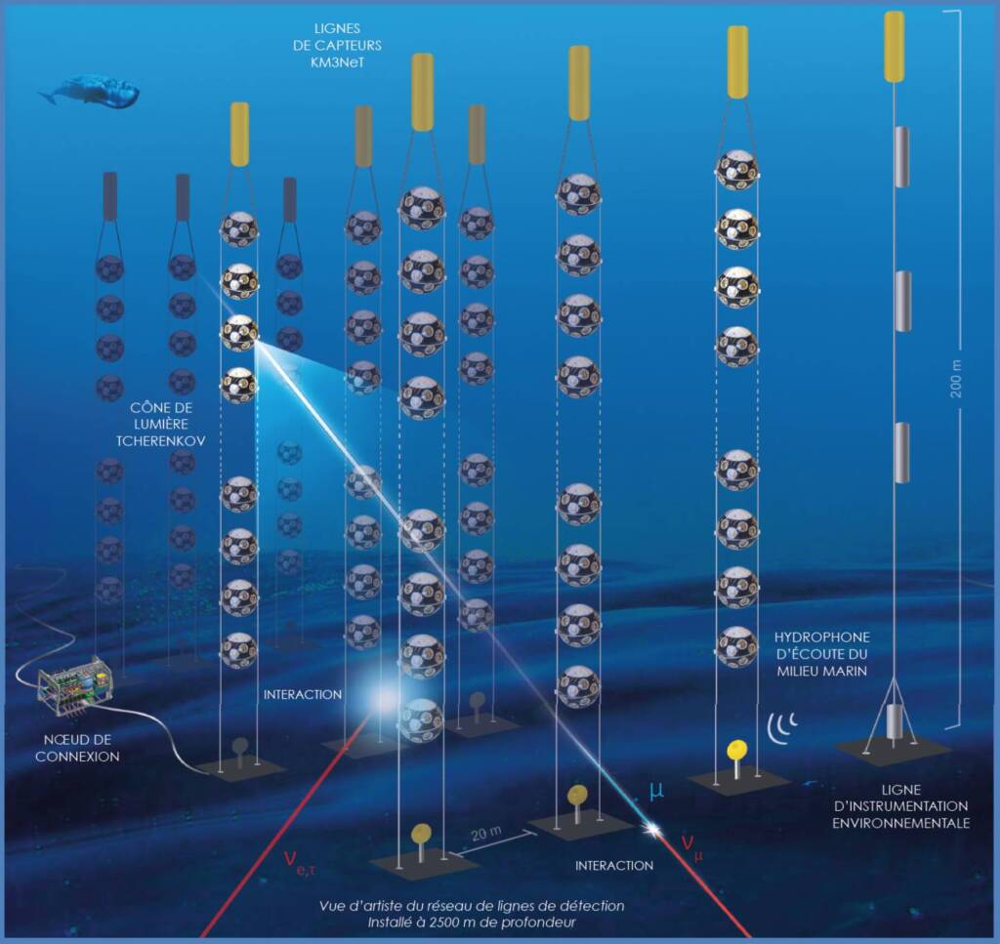 LIGNES
DE CAPTEURS
KM3NeT
200 m
CÔNE DE
LUMIÈRE
TCHERENKOV
HYDROPHONE
D'ÉCOUTE DU
MILIEU MARIN
INTERACTION
NŒUD DE
CONNEXION
μ
LIGNE
D'INSTRUMENTATION
ENVIRONNEMENTALE
20 m
νμ
νe,τ
INTERACTION
Vue d'artiste du réseau de lignes de détection
Installé à 2500 m de profondeur